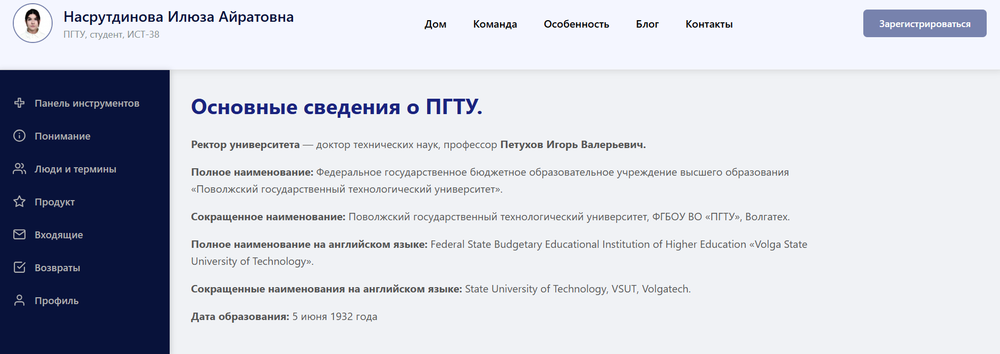 Насрутдинова Илюза Айратовна
ПГТУ, студент, ИСТ-38
Дом
Команда
Особенность
Блог
Контакты
Зарегистрироваться
Панель инструментов
Понимание
Люди и термины
Продукт
Входящие
Возвраты
Профиль
Основные сведения о ПГТУ.
Ректор университета — доктор технических наук, профессор Петухов Игорь Валерьевич.
Полное наименование: Федеральное государственное бюджетное образовательное учреждение высшего образования
«Поволжский государственный технологический университет».
Сокращенное наименование: Поволжский государственный технологический университет, ФГБОУ ВО «ПГТУ», Волгатех.
Полное наименование на английском языке: Federal State Budgetary Educational Institution of Higher Education «Volga State
University of Technology».
Сокращенные наименования на английском языке: State University of Technology, VSUT, Volgatech.
Дата образования: 5 июня 1932 года